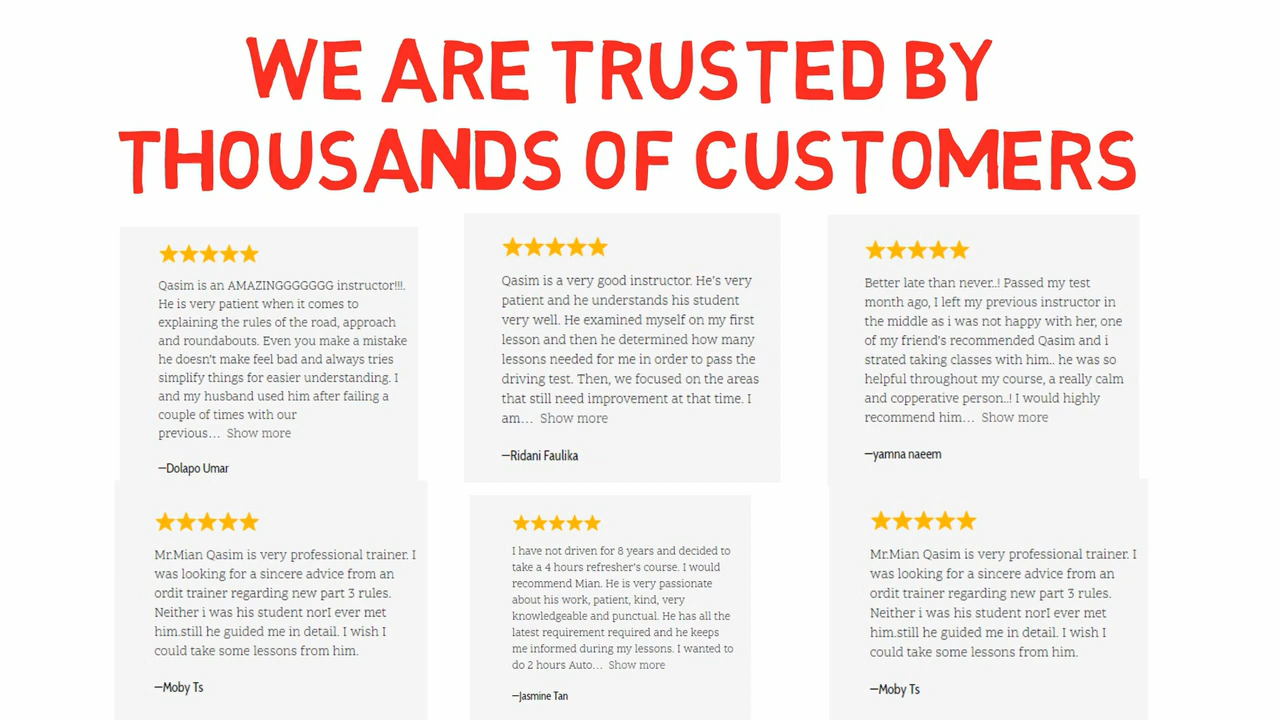 WE ARE TRUSTED BY
THOUSANDS OF CUSTOMERS
Qasim is an AMAZINGGGGGGG instructor!!!.
He is very patient when it comes to
explaining the rules of the road, approach
and roundabouts. Even you make a mistake
he doesn't make feel bad and always tries
simplify things for easier understanding. I
and my husband used him after failing a
couple of times with our
previous… Show more
—Dolapo Umar
Qasim is a very good instructor. He's very
patient and he understands his student
very well. He examined myself on my first
lesson and then he determined how many
lessons needed for me in order to pass the
driving test. Then, we focused on the areas
that still need improvement at that time. I
am… Show more
—Ridani Faulika
Better late than never..! Passed my test
month ago, I left my previous instructor in
the middle as i was not happy with her, one
of my friend's recommended Qasim and i
strated taking classes with him.. he was so
helpful throughout my course, a really calm
and copperative person..! I would highly
recommend him… Show more
—yamna naeem
Mr.Mian Qasim is very professional trainer. I
was looking for a sincere advice from an
ordit trainer regarding new part 3 rules.
Neither i was his student norI ever met
him.still he guided me in detail. I wish I
could take some lessons from him.
—Moby Ts
I have not driven for 8 years and decided to
take a 4 hours refresher's course. I would
recommend Mian. He is very passionate
about his work, patient, kind, very
knowledgeable and punctual. He has all the
latest requirement required and he keeps
me informed during my lessons. I wanted to
do 2 hours Auto… Show more
—Jasmine Tan
Mr.Mian Qasim is very professional trainer. I
was looking for a sincere advice from an
ordit trainer regarding new part 3 rules.
Neither i was his student norI ever met
him.still he guided me in detail. I wish I
could take some lessons from him.
—Moby Ts